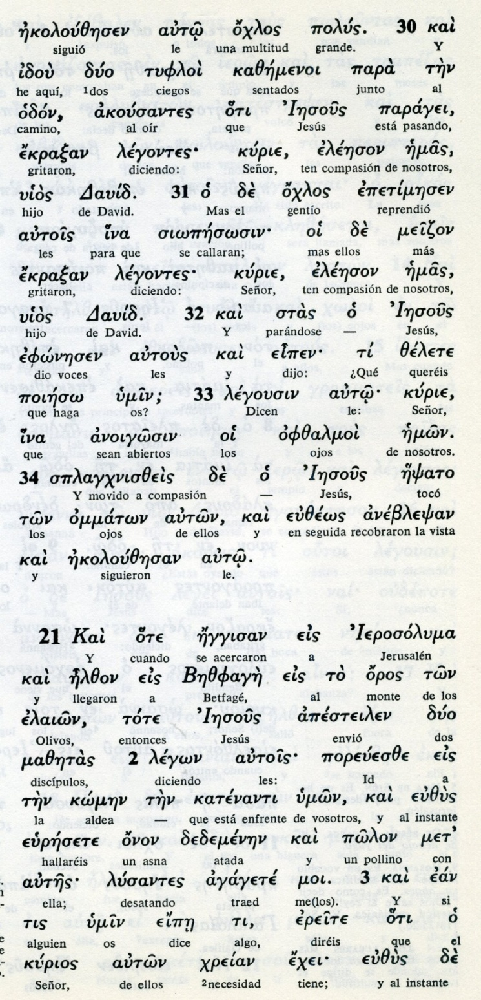 ἠκολούθησεν αὐτῷ ὄχλος πολύς. 30 καὶ
siguió le una multitud grande. Y
ἰδοὺ δύο τυφλοὶ καθήμενοι παρὰ τὴν
he aquí, ¹dos ciegos sentados junto al
ὁδόν, ἀκούσαντες ὅτι Ἰησοῦς παράγει,
camino, al oír que Jesús está pasando,
ἔκραξαν λέγοντες· κύριε, ἐλέησον ἡμᾶς,
gritaron, diciendo: Señor, ten compasión de nosotros,
υἱὸς Δαυίδ. 31 ὁ δὲ ὄχλος ἐπετίμησεν
hijo de David. Mas el gentío reprendió
αὐτοῖς ἵνα σιωπήσωσιν· οἱ δὲ μεῖζον
les para que se callaran; mas ellos más
ἔκραξαν λέγοντες· κύριε, ἐλέησον ἡμᾶς,
gritaron, diciendo: Señor, ten compasión de nosotros,
υἱὸς Δαυίδ. 32 καὶ στὰς ὁ Ἰησοῦς
hijo de David. Y parándose — Jesús,
ἐφώνησεν αὐτοὺς καὶ εἶπεν· τί θέλετε
dio voces les y dijo: ¿Qué queréis
ποιήσω ὑμῖν; 33 λέγουσιν αὐτῷ· κύριε,
que haga os? Dicen le: Señor,
ἵνα ἀνοιγῶσιν οἱ ὀφθαλμοὶ ἡμῶν.
que sean abiertos los ojos de nosotros.
34 σπλαγχνισθεὶς δὲ ὁ Ἰησοῦς ἥψατο
Y movido a compasión — Jesús, tocó
τῶν ὀμμάτων αὐτῶν, καὶ εὐθέως ἀνέβλεψαν
los ojos de ellos y en seguida recobraron la vista
καὶ ἠκολούθησαν αὐτῷ.
y siguieron le.
21 Καὶ ὅτε ἤγγισαν εἰς Ἰεροσόλυμα
Y cuando se acercaron a Jerusalén
καὶ ἦλθον εἰς Βηθφαγὴ εἰς τὸ ὄρος τῶν
y llegaron a Betfagé, al monte de los
ἐλαιῶν, τότε Ἰησοῦς ἀπέστειλεν δύο
Olivos, entonces Jesús envió dos
μαθητὰς 2 λέγων αὐτοῖς· πορεύεσθε εἰς
discípulos, diciendo les: Id a
τὴν κώμην τὴν κατέναντι ὑμῶν, καὶ εὐθὺς
la aldea que está enfrente de vosotros, y al instante
εὑρήσετε ὄνον δεδεμένην καὶ πῶλον μετ'
hallaréis un asna atada y un pollino con
αὐτῆς· λύσαντες ἀγάγετέ μοι. 3 καὶ ἐάν
ella; desatando traed me(los). Y si
τις ὑμῖν εἴπῃ τι, ἐρεῖτε ὅτι ὁ
alguien os dice algo, diréis que el
κύριος αὐτῶν χρείαν ἔχει· εὐθὺς δὲ
Señor, de ellos ²necesidad tiene; y al instante